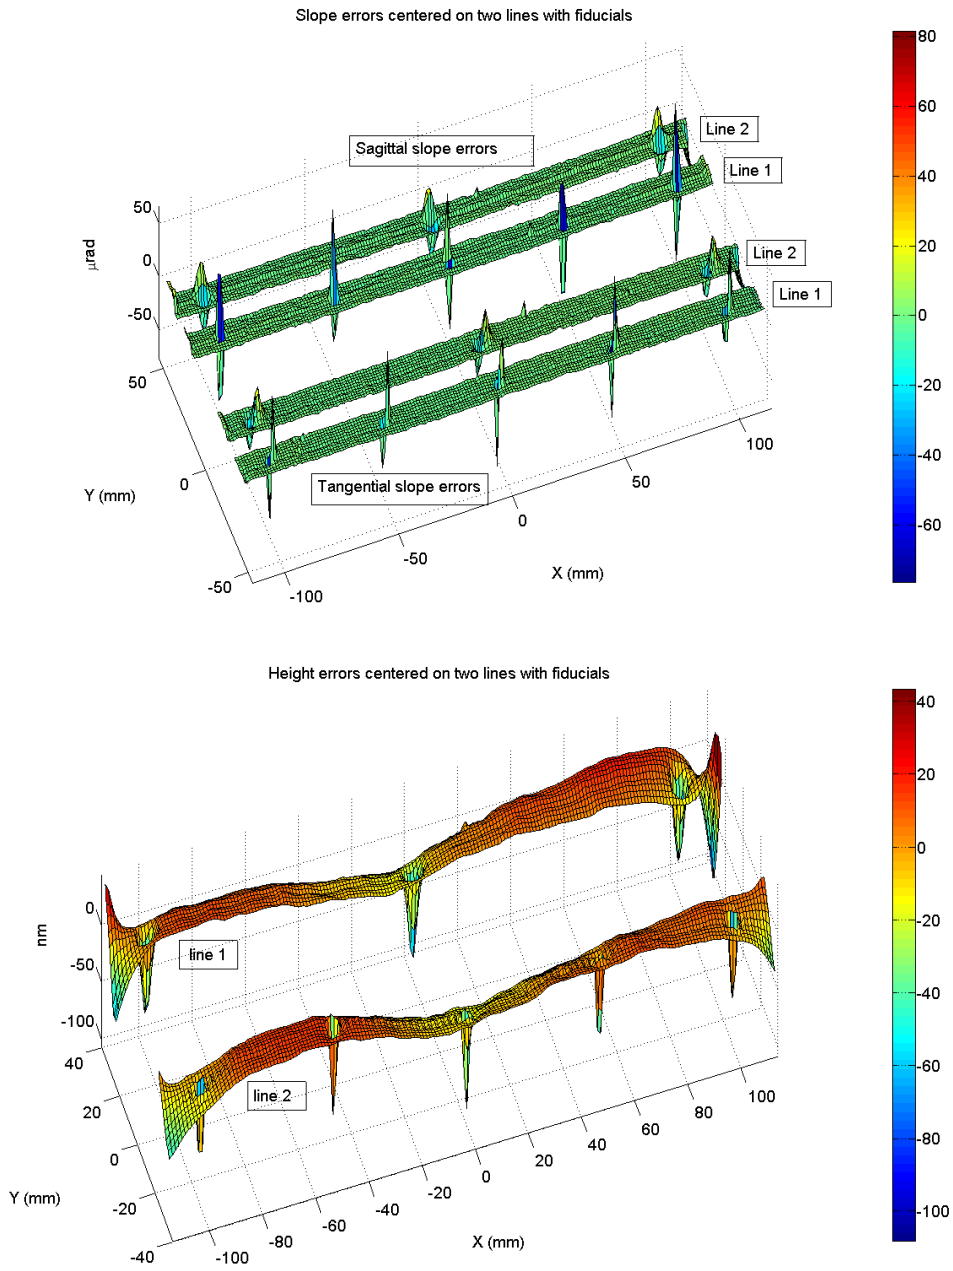 Slope errors centered on two lines with fiducials
80
60
40
20
0
-20
-40
-60
Sagittal slope errors
Line 2
Line 1
Line 2
Line 1
Tangential slope errors
50
0
-50
μrad
50
0
-50
Y (mm)
-100
-50
0
50
100
X (mm)
Height errors centered on two lines with fiducials
40
20
0
-20
-40
-60
-80
-100
line 1
line 2
0
-50
-100
nm
40
20
0
-20
-40
Y (mm)
-100
-80
-60
-40
-20
0
20
40
60
80
100
X (mm)